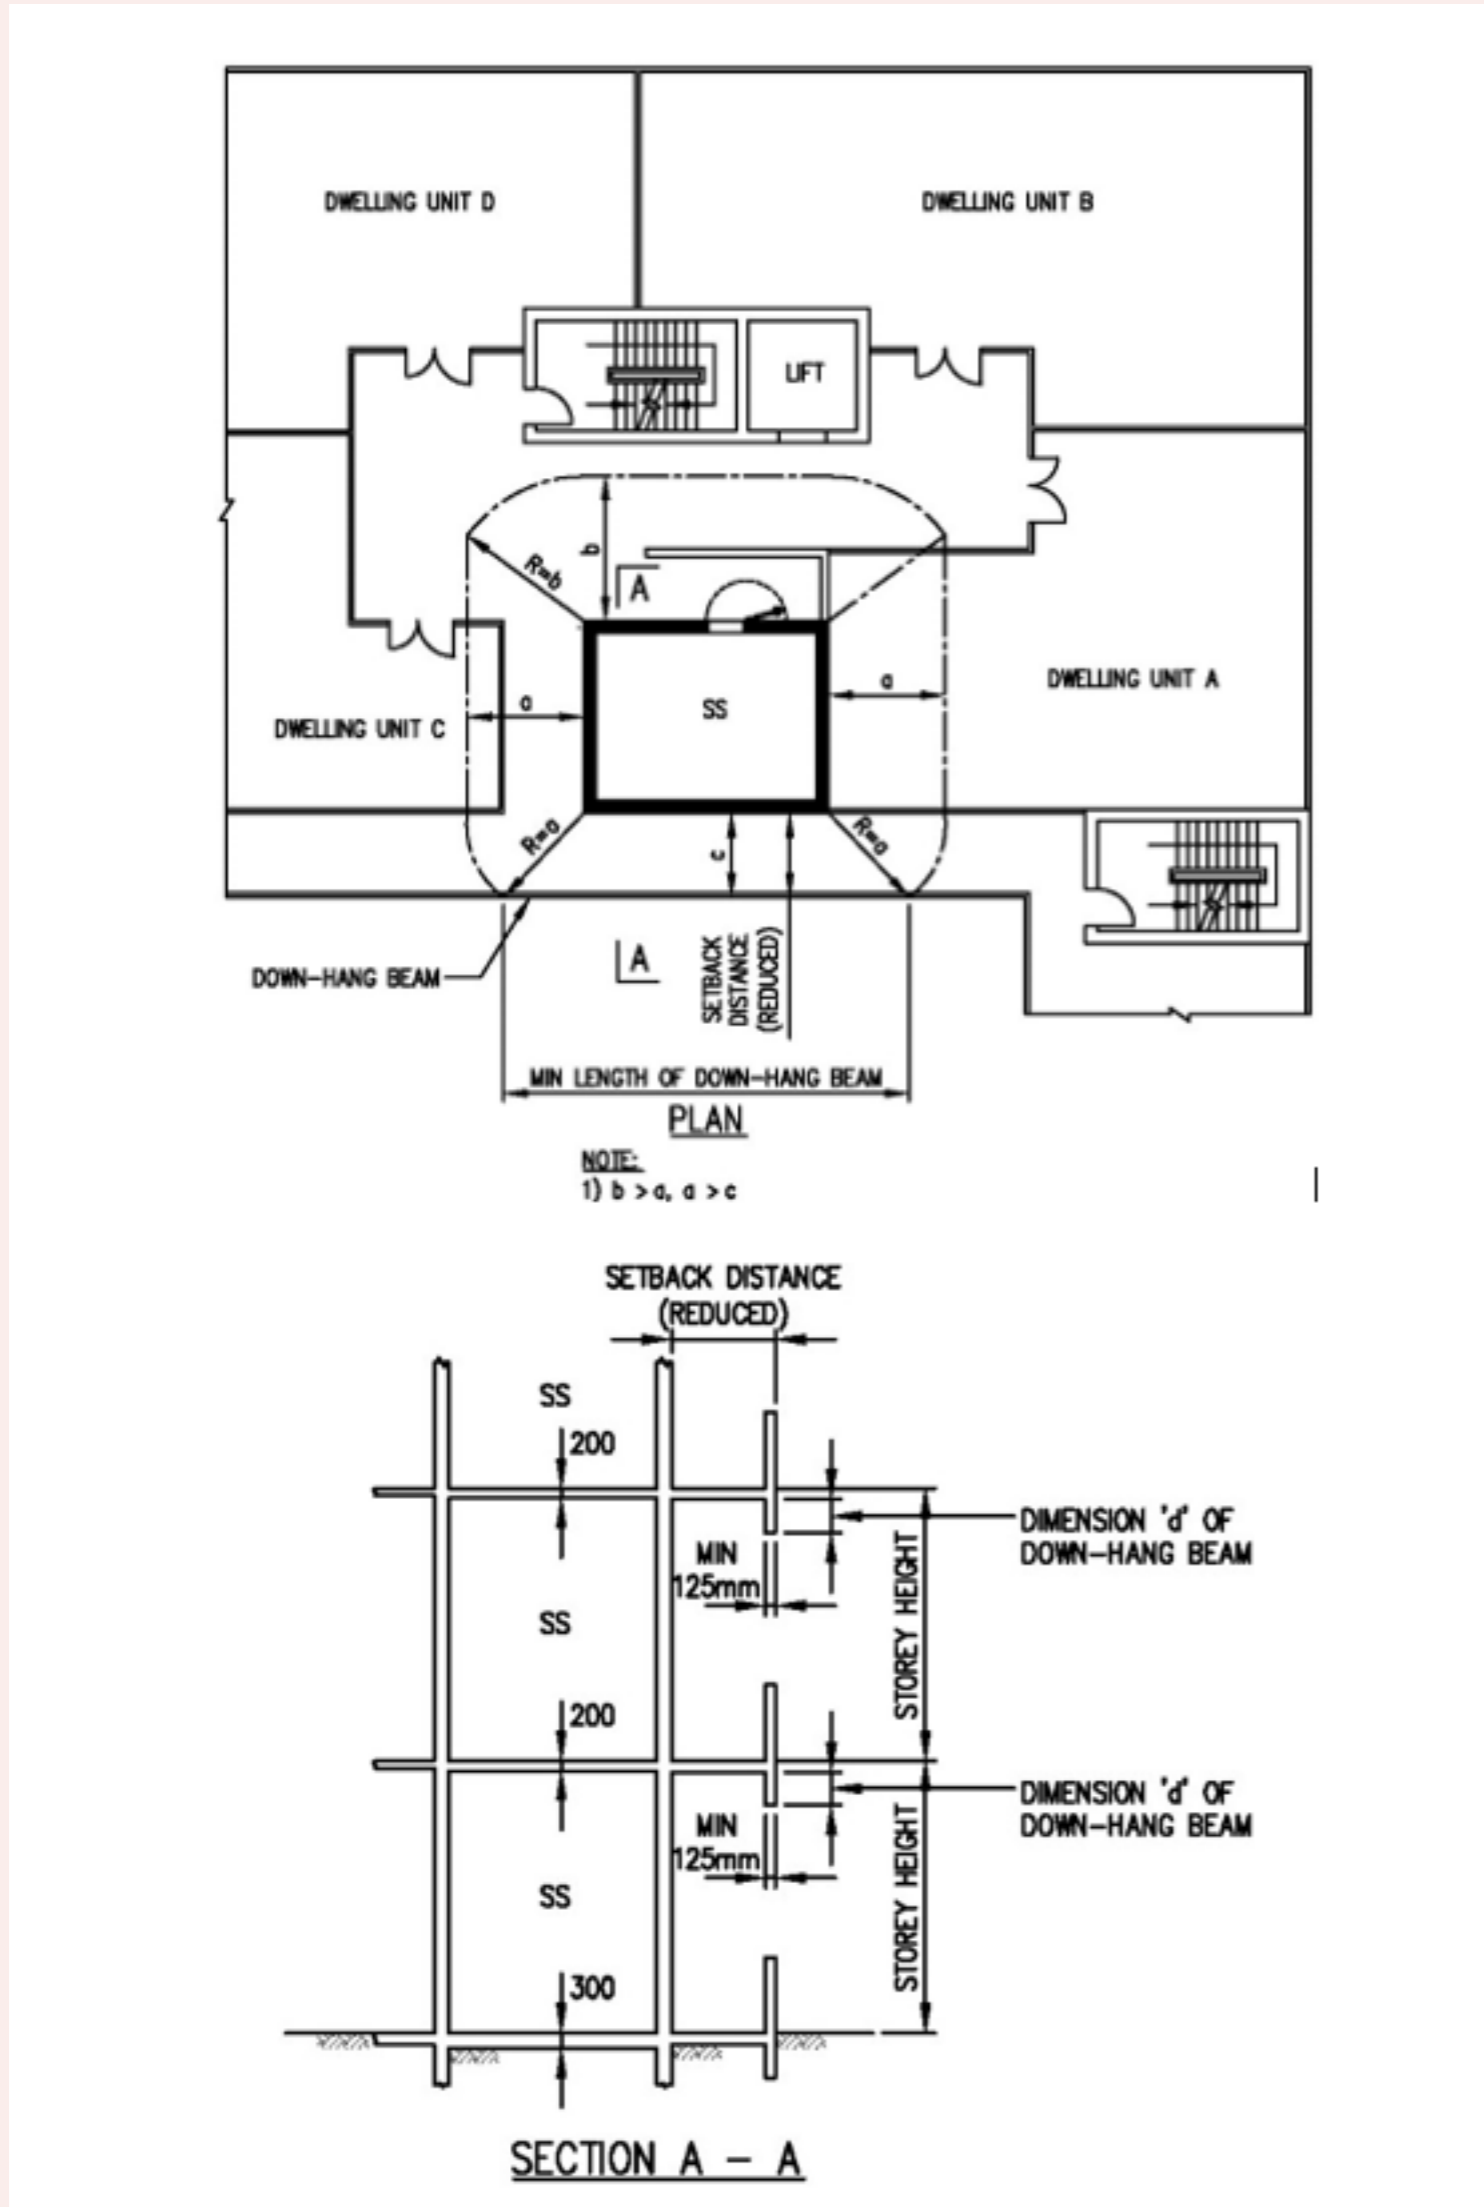 DWELLING UNIT D
DWELLING UNIT B
LIFT
b
R=b
A
a
a
SS
DWELLING UNIT A
DWELLING UNIT C
R=a
c
R=a
DOWN-HANG BEAM
A
SETBACK
DISTANCE
(REDUCED)
MIN LENGTH OF DOWN-HANG BEAM
PLAN
NOTE:
1) b > a, a > c
SETBACK DISTANCE
(REDUCED)
SS
200
DIMENSION 'd' OF
DOWN-HANG BEAM
MIN
125mm
STOREY HEIGHT
SS
200
DIMENSION 'd' OF
DOWN-HANG BEAM
MIN
125mm
STOREY HEIGHT
SS
300
SECTION A - A